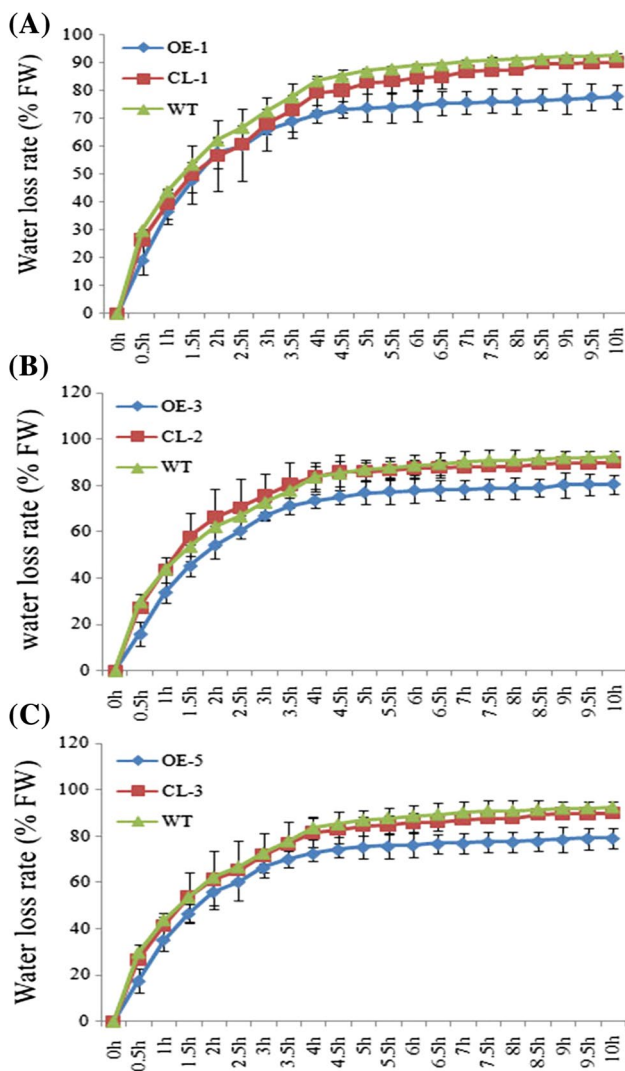 (A)
Water loss rate (% FW)
100
90
80
70
60
50
40
30
20
10
0
OE-1
CL-1
WT
0h
0.5h
1h
1.5h
2h
2.5h
3h
3.5h
4h
4.5h
5h
5.5h
6h
6.5h
7h
7.5h
8h
8.5h
9h
9.5h
10h
(B)
water loss rate (% FW)
120
100
80
60
40
20
0
OE-3
CL-2
WT
0h
0.5h
1h
1.5h
2h
2.5h
3h
3.5h
4h
4.5h
5h
5.5h
6h
6.5h
7h
7.5h
8h
8.5h
9h
9.5h
10h
(C)
Water loss rate (% FW)
120
100
80
60
40
20
0
OE-5
CL-3
WT
0h
0.5h
1h
1.5h
2h
2.5h
3h
3.5h
4h
4.5h
5h
5.5h
6h
6.5h
7h
7.5h
8h
8.5h
9h
9.5h
10h